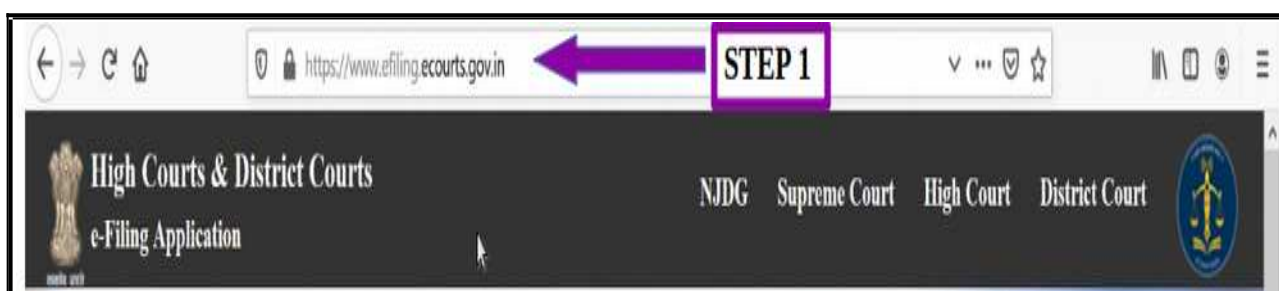 https://www.efiling.ecourts.gov.in
STEP 1
High Courts & District Courts
e-Filing Application
NJDG Supreme Court High Court District Court